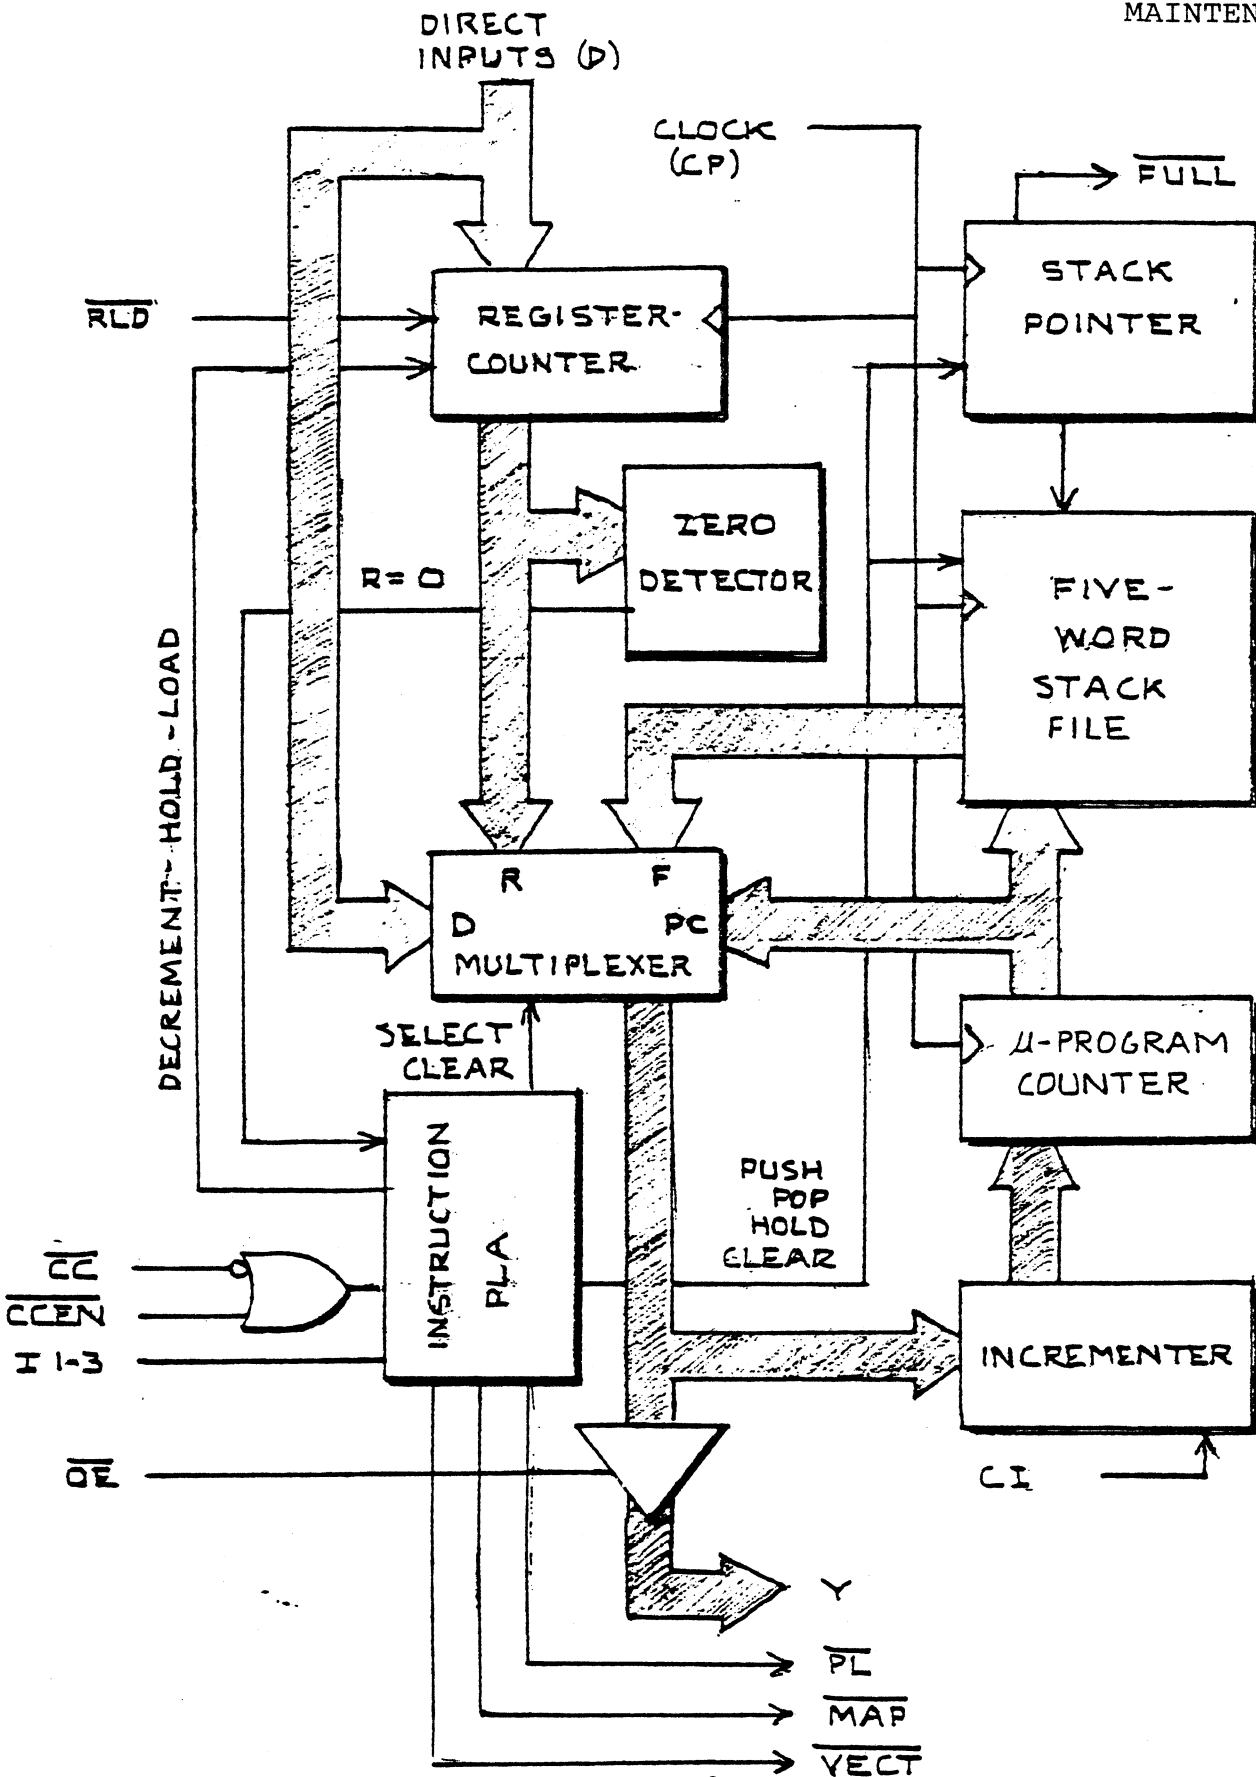 MAINTEN
DIRECT
INPUTS (D)
CLOCK
(CP)
FULL
STACK
POINTER
RLD
REGISTER-
COUNTER
ZERO
DETECTOR
R=0
FIVE-
WORD
STACK
FILE
DECREMENT-HOLD-LOAD
R
F
D
PC
MULTIPLEXER
SELECT
CLEAR
μ-PROGRAM
COUNTER
INSTRUCTION
PLA
PUSH
POP
HOLD
CLEAR
CC
CCEN
I 1-3
INCREMENTER
OE
CI
Y
PL
MAP
VECT